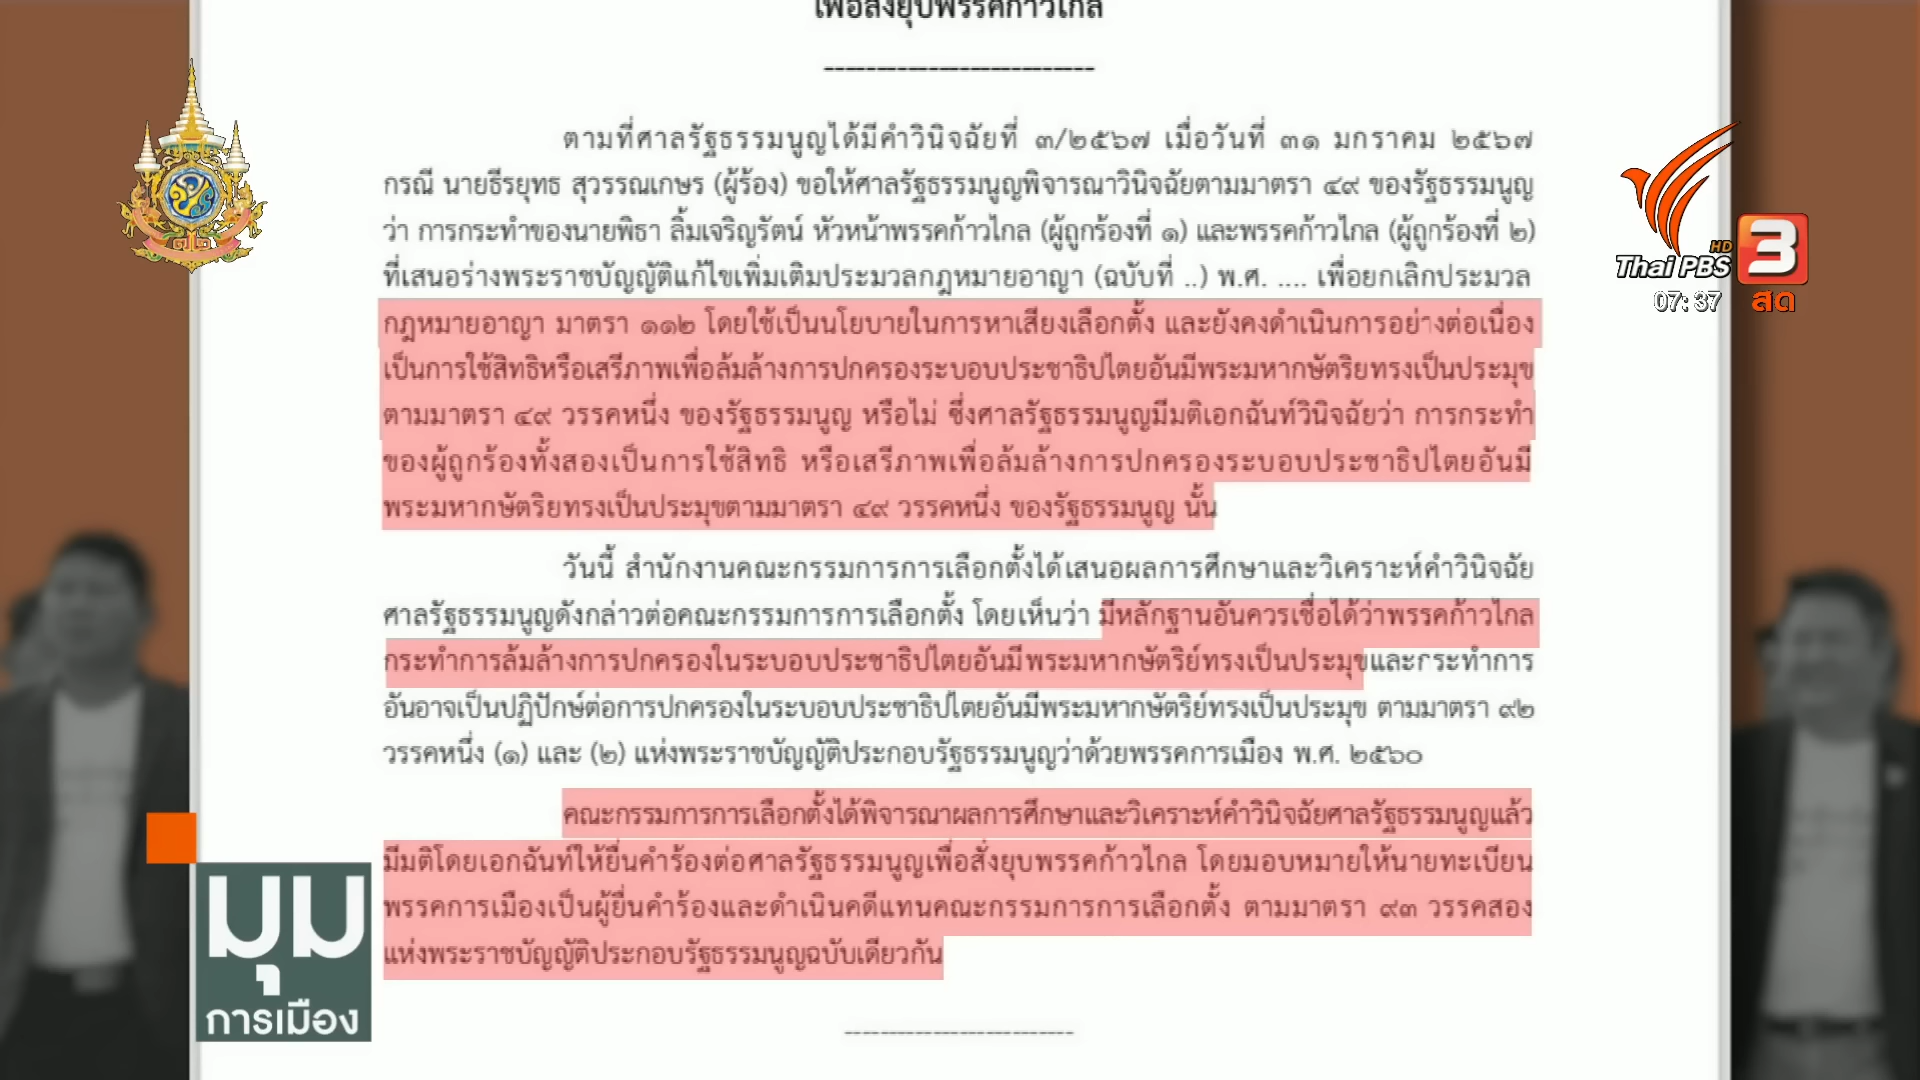 เพื่อสั่งยุบพรรคก้าวไกล
ตามที่ศาลรัฐธรรมนูญได้มีคำวินิจฉัยที่ ๓/๒๕๖๗ เมื่อวันที่ ๓๑ มกราคม ๒๕๖๗
กรณี นายธีรยุทธ สุวรรณเกษร (ผู้ร้อง) ขอให้ศาลรัฐธรรมนูญพิจารณาวินิจฉัยตามมาตรา ๔๙ ของรัฐธรรมนูญ
ว่า การกระทำของนายพิธา ลิ้มเจริญรัตน์ หัวหน้าพรรคก้าวไกล (ผู้ถูกร้องที่ ๑) และพรรคก้าวไกล (ผู้ถูกร้องที่ ๒)
ที่เสนอร่างพระราชบัญญัติแก้ไขเพิ่มเติมประมวลกฎหมายอาญา (ฉบับที่ ..) พ.ศ. .... เพื่อยกเลิกประมวล
กฎหมายอาญา มาตรา ๑๑๒ โดยใช้เป็นนโยบายในการหาเสียงเลือกตั้ง และยังคงดำเนินการอย่างต่อเนื่อง
เป็นการใช้สิทธิหรือเสรีภาพเพื่อล้มล้างการปกครองระบอบประชาธิปไตยอันมีพระมหากษัตริยทรงเป็นประมุข
ตามมาตรา ๔๙ วรรคหนึ่ง ของรัฐธรรมนูญ หรือไม่ ซึ่งศาลรัฐธรรมนูญมีมติเอกฉันท์วินิจฉัยว่า การกระทำ
ของผู้ถูกร้องทั้งสองเป็นการใช้สิทธิ หรือเสรีภาพเพื่อล้มล้างการปกครองระบอบประชาธิปไตยอันมี
พระมหากษัตริยทรงเป็นประมุขตามมาตรา ๔๙ วรรคหนึ่ง ของรัฐธรรมนูญ นั้น
วันนี้ สำนักงานคณะกรรมการการเลือกตั้งได้เสนอผลการศึกษาและวิเคราะห์คำวินิจฉัย
ศาลรัฐธรรมนูญดังกล่าวต่อคณะกรรมการการเลือกตั้ง โดยเห็นว่า มีหลักฐานอันควรเชื่อได้ว่าพรรคก้าวไกล
กระทำการล้มล้างการปกครองในระบอบประชาธิปไตยอันมีพระมหากษัตริย์ทรงเป็นประมุขและกระทำการ
อันอาจเป็นปฏิปักษ์ต่อการปกครองในระบอบประชาธิปไตยอันมีพระมหากษัตริย์ทรงเป็นประมุข ตามมาตรา ๙๒
วรรคหนึ่ง (๑) และ (๒) แห่งพระราชบัญญัติประกอบรัฐธรรมนูญว่าด้วยพรรคการเมือง พ.ศ. ๒๕๖๐
คณะกรรมการการเลือกตั้งได้พิจารณาผลการศึกษาและวิเคราะห์คำวินิจฉัยศาลรัฐธรรมนูญแล้ว
มีมติโดยเอกฉันท์ให้ยื่นคำร้องต่อศาลรัฐธรรมนูญเพื่อสั่งยุบพรรคก้าวไกล โดยมอบหมายให้นายทะเบียน
พรรคการเมืองเป็นผู้ยื่นคำร้องและดำเนินคดีแทนคณะกรรมการการเลือกตั้ง ตามมาตรา ๙๓ วรรคสอง
แห่งพระราชบัญญัติประกอบรัฐธรรมนูญฉบับเดียวกัน
HD
Thai PBS 3
07:37 สด
มุม
การเมือง